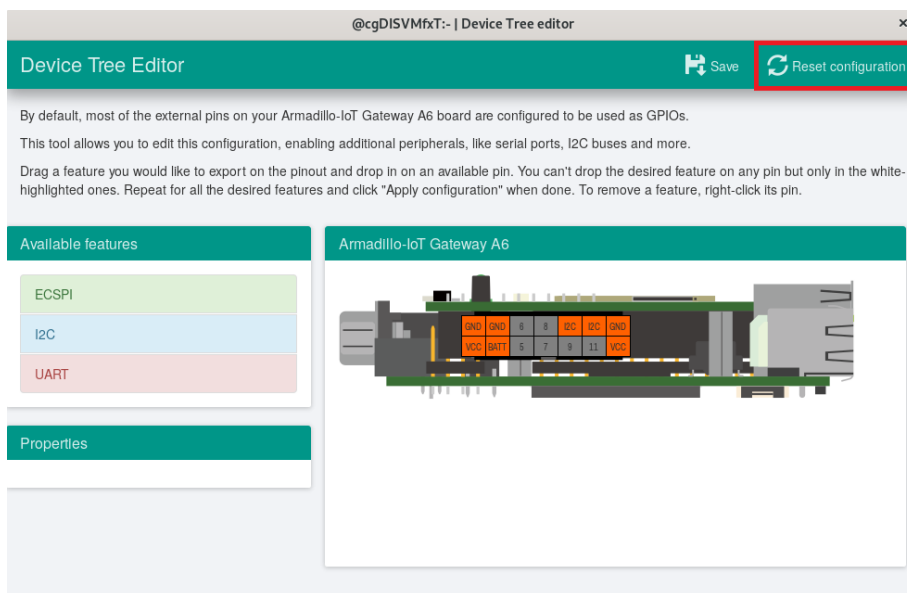 @cgDISVMfxT:- | Device Tree editor ×
Device Tree Editor
Save
Reset configuration
By default, most of the external pins on your Armadillo-IoT Gateway A6 board are configured to be used as GPIOs.
This tool allows you to edit this configuration, enabling additional peripherals, like serial ports, I2C buses and more.
Drag a feature you would like to export on the pinout and drop in on an available pin. You can't drop the desired feature on any pin but only in the white-
highlighted ones. Repeat for all the desired features and click "Apply configuration" when done. To remove a feature, right-click its pin.
Available features
ECSPI
I2C
UART
Properties
Armadillo-IoT Gateway A6
GND GND 6 8 I2C I2C GND
VCC BATT 5 7 9 11 VCC